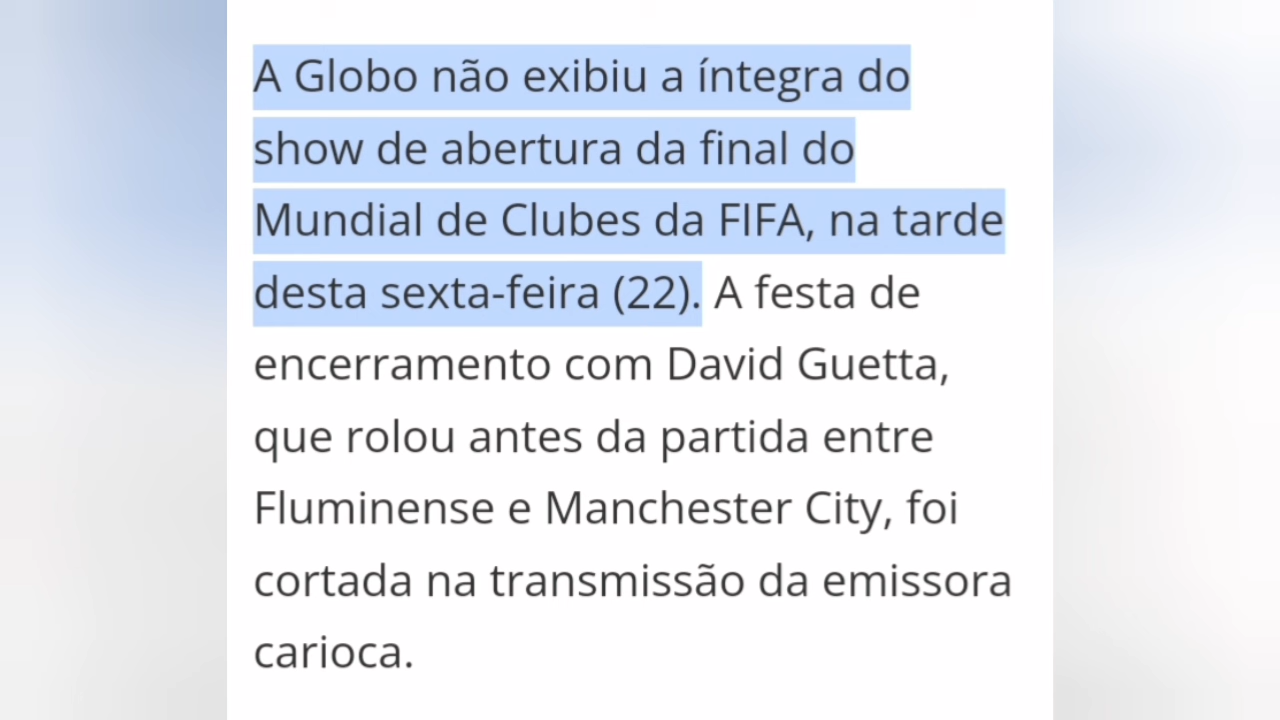 A Globo não exibiu a íntegra do
show de abertura da final do
Mundial de Clubes da FIFA, na tarde
desta sexta-feira (22). A festa de
encerramento com David Guetta,
que rolou antes da partida entre
Fluminense e Manchester City, foi
cortada na transmissão da emissora
carioca.